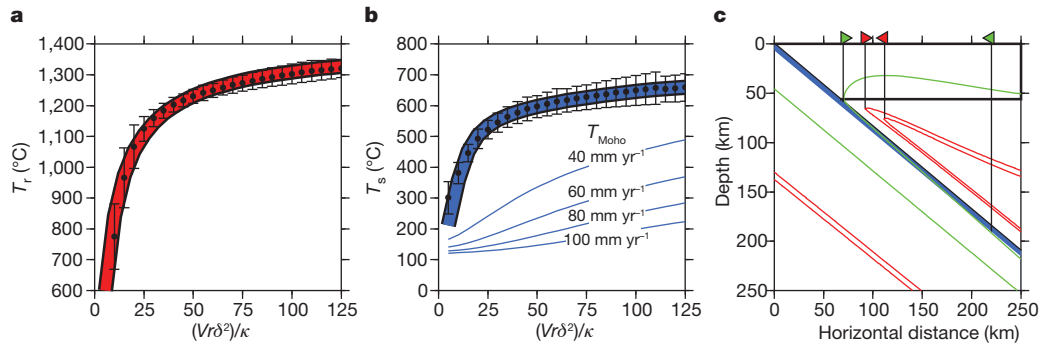 a
1,400
1,300
1,200
1,100
1,000
900
800
700
600
T_r (°C)
0 25 50 75 100 125
(Vrδ²)/κ
b
800
700
600
500
400
300
200
100
0
T_s (°C)
T_Moho
40 mm yr⁻¹
60 mm yr⁻¹
80 mm yr⁻¹
100 mm yr⁻¹
0 25 50 75 100 125
(Vrδ²)/κ
c
0
50
100
150
200
250
Depth (km)
0 50 100 150 200 250
Horizontal distance (km)